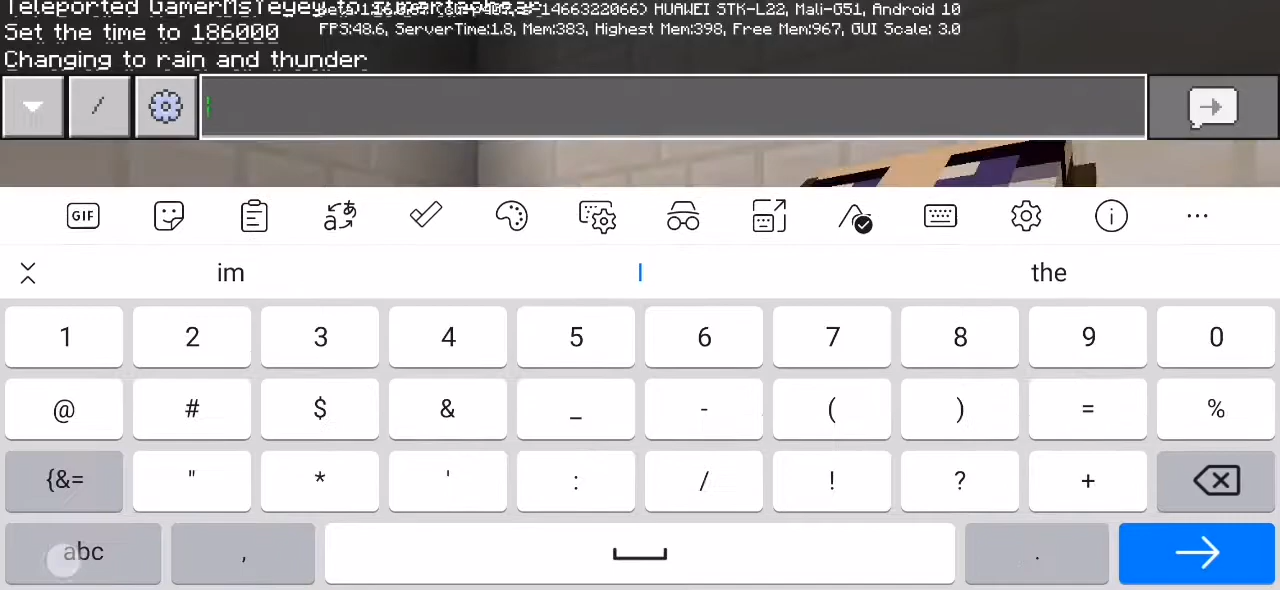 Teleported GamerMsTeyey to
Set the time to 186000
Changing to rain and thunder
HUAWEI STK-L22, Mali-G51, Android 10
FPS:48.6, ServerTime:1.8, Mem:383, Highest Mem:398, Free Mem:967, GUI Scale: 3.0
/
GIF
im I the
1 2 3 4 5 6 7 8 9 0
@ # $ & _ - ( ) = %
{&= " * ' : / ! ? +
abc , .